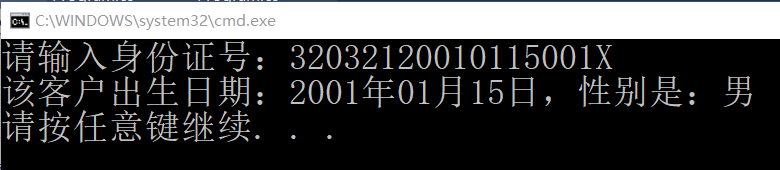 C:\WINDOWS\system32\cmd.exe
请输入身份证号：32032120010115001X
该客户出生日期：2001年01月15日，性别是：男
请按任意键继续. . .